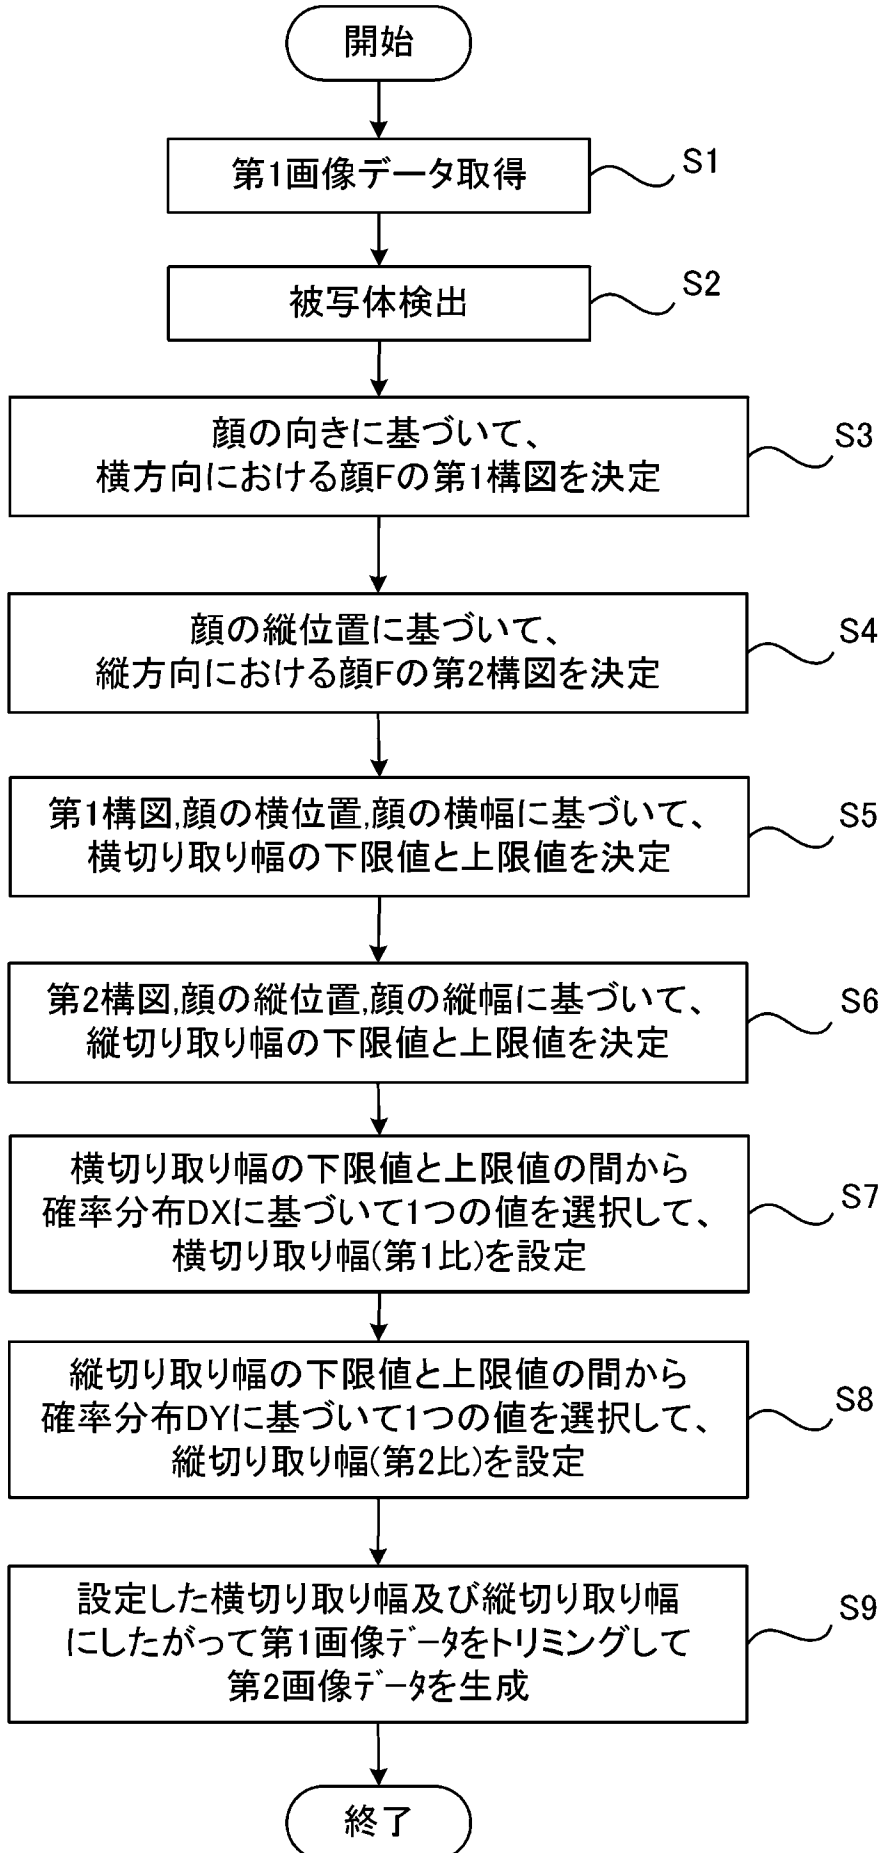 開始
第1画像データ取得
S1
被写体検出
S2
顔の向きに基づいて、
横方向における顔Fの第1構図を決定
S3
顔の縦位置に基づいて、
縦方向における顔Fの第2構図を決定
S4
第1構図,顔の横位置,顔の横幅に基づいて、
横切り取り幅の下限値と上限値を決定
S5
第2構図,顔の縦位置,顔の縦幅に基づいて、
縦切り取り幅の下限値と上限値を決定
S6
横切り取り幅の下限値と上限値の間から
確率分布DXに基づいて1つの値を選択して、
横切り取り幅(第1比)を設定
S7
縦切り取り幅の下限値と上限値の間から
確率分布DYに基づいて1つの値を選択して、
縦切り取り幅(第2比)を設定
S8
設定した横切り取り幅及び縦切り取り幅
にしたがって第1画像データをトリミングして
第2画像データを生成
S9
終了